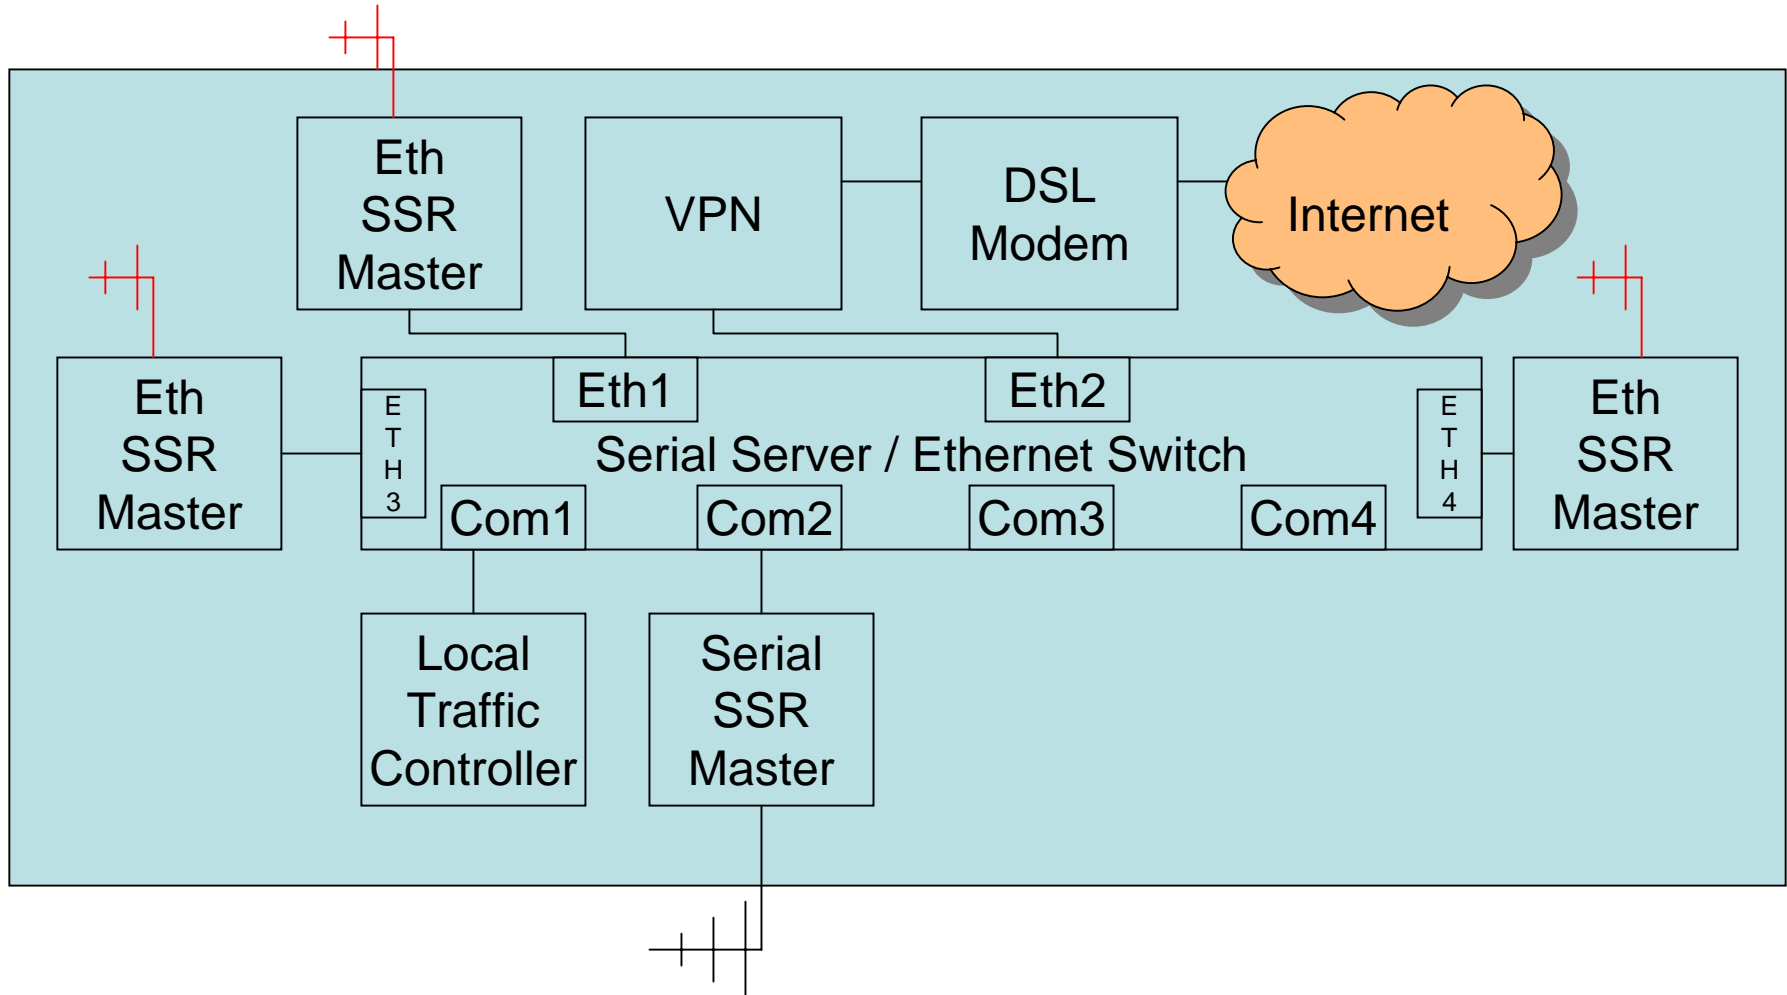 Eth
SSR
Master
VPN
DSL
Modem
Internet
Eth
SSR
Master
E
T
H
3
Eth1
Eth2
Serial Server / Ethernet Switch
E
T
H
4
Eth
SSR
Master
Com1
Com2
Com3
Com4
Local
Traffic
Controller
Serial
SSR
Master